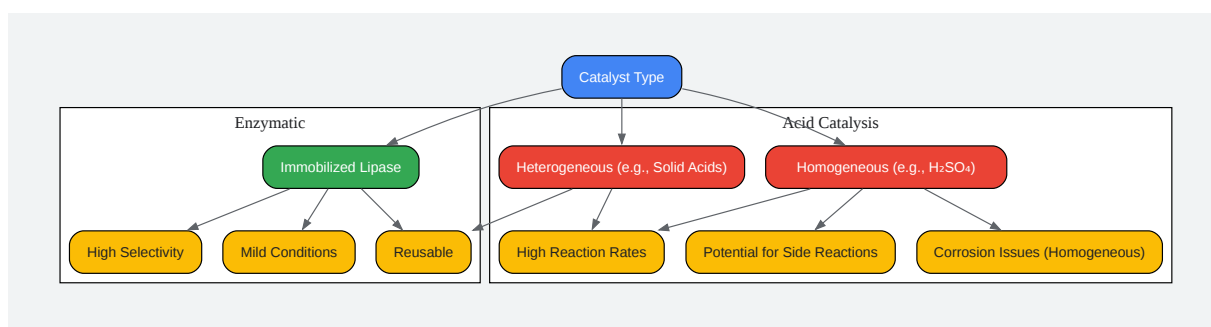 Catalyst Type
Enzymatic
Acid Catalysis
Immobilized Lipase
Heterogeneous (e.g., Solid Acids)
Homogeneous (e.g., H₂SO₄)
High Selectivity
Mild Conditions
Reusable
High Reaction Rates
Potential for Side Reactions
Corrosion Issues (Homogeneous)